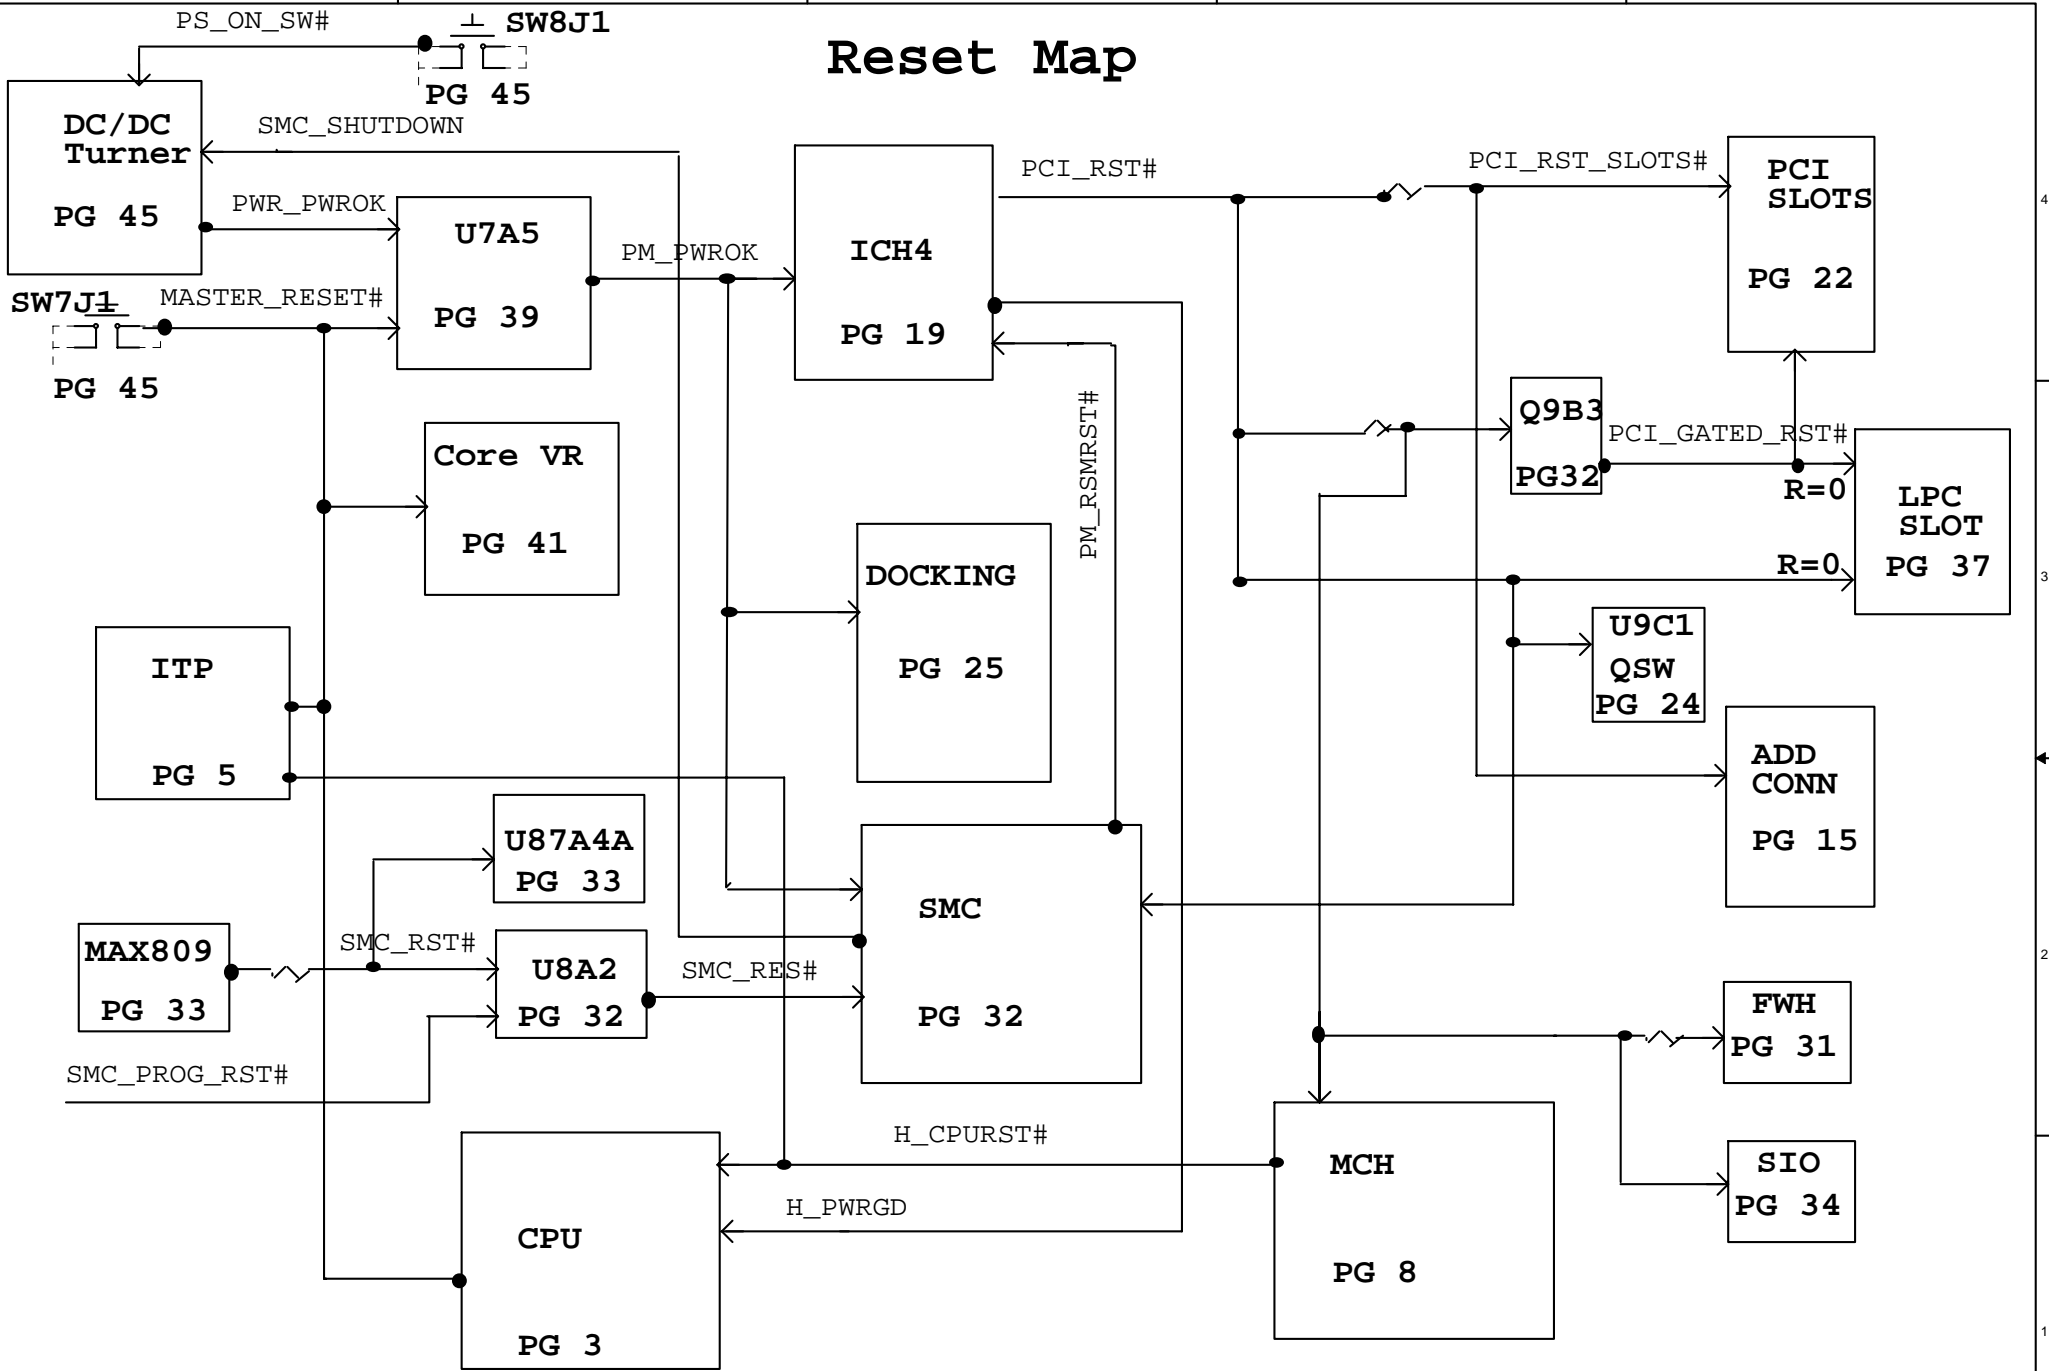 PS_ON_SW#
SW8J1
Reset Map
PG 45
DC/DC
Turner
PG 45
SMC_SHUTDOWN
PWR_PWROK
U7A5
PG 39
PM_PWROK
ICH4
PG 19
PCI_RST#
PCI_RST_SLOTS#
PCI
SLOTS
PG 22
4
SW7J1
MASTER_RESET#
PG 45
Core VR
PG 41
PM_RSMRST#
Q9B3
PG32
PCI_GATED_RST#
R=0
LPC
SLOT
PG 37
R=0
3
DOCKING
PG 25
U9C1
QSW
PG 24
ITP
PG 5
ADD
CONN
PG 15
U87A4A
PG 33
SMC
PG 32
MAX809
PG 33
SMC_RST#
U8A2
PG 32
SMC_RES#
2
FWH
PG 31
SMC_PROG_RST#
H_CPURST#
MCH
PG 8
SIO
PG 34
H_PWRGD
CPU
PG 3
1